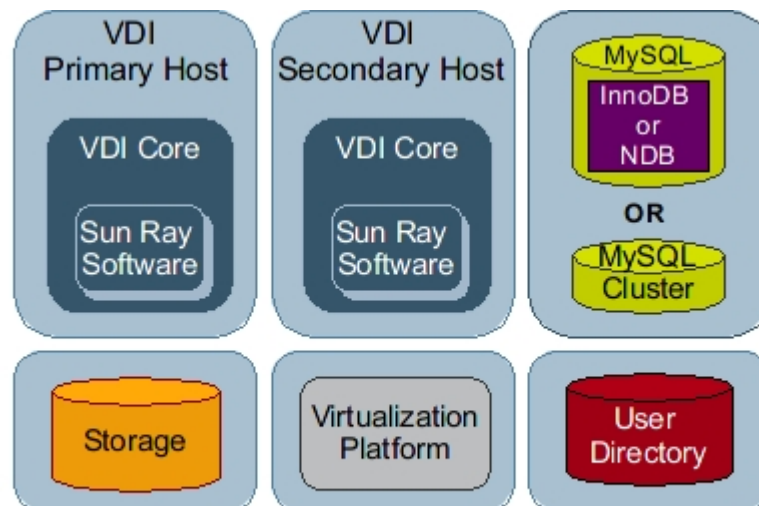 VDI
Primary Host
VDI Core
Sun Ray
Software
VDI
Secondary Host
VDI Core
Sun Ray
Software
MySQL
InnoDB
or
NDB
OR
MySQL
Cluster
Storage
Virtualization
Platform
User
Directory